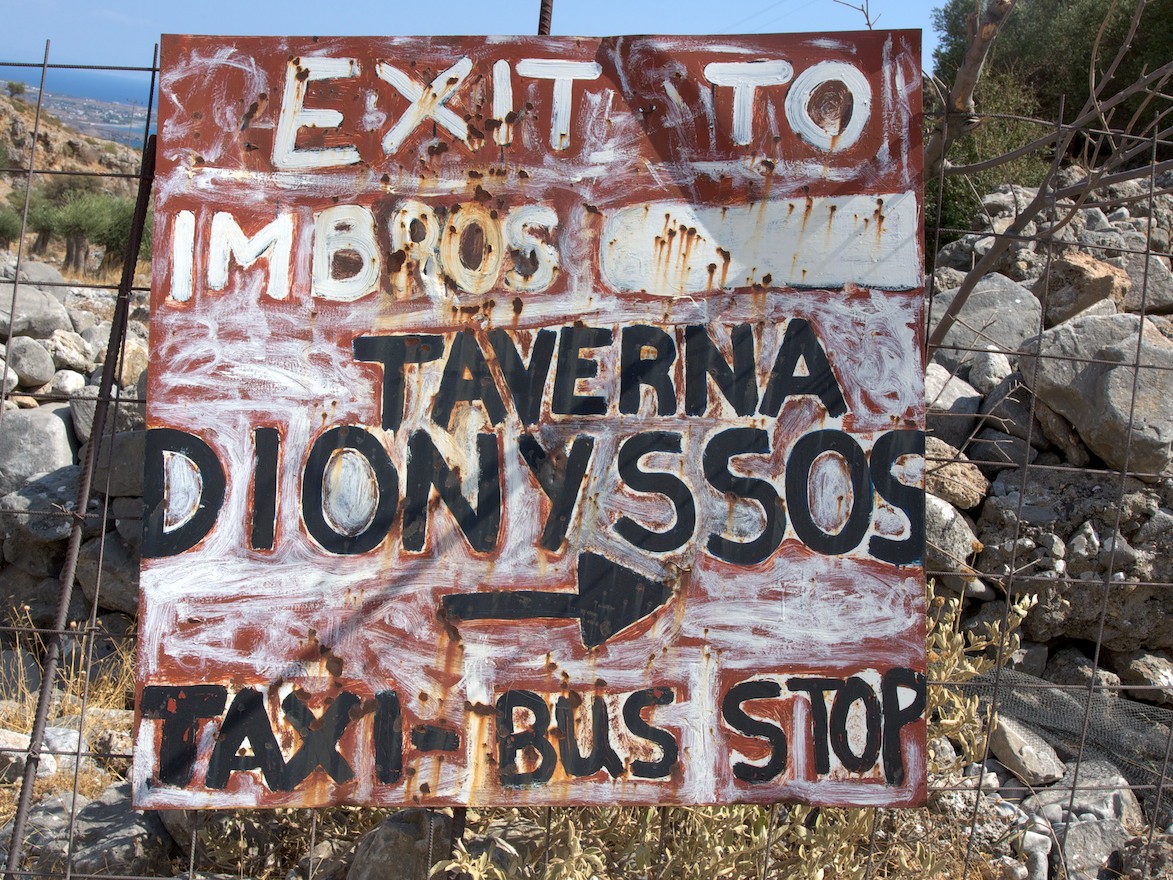 EXIT TO
IMBROS
TAVERNA
DIONYSSOS
TAXI-BUS STOP